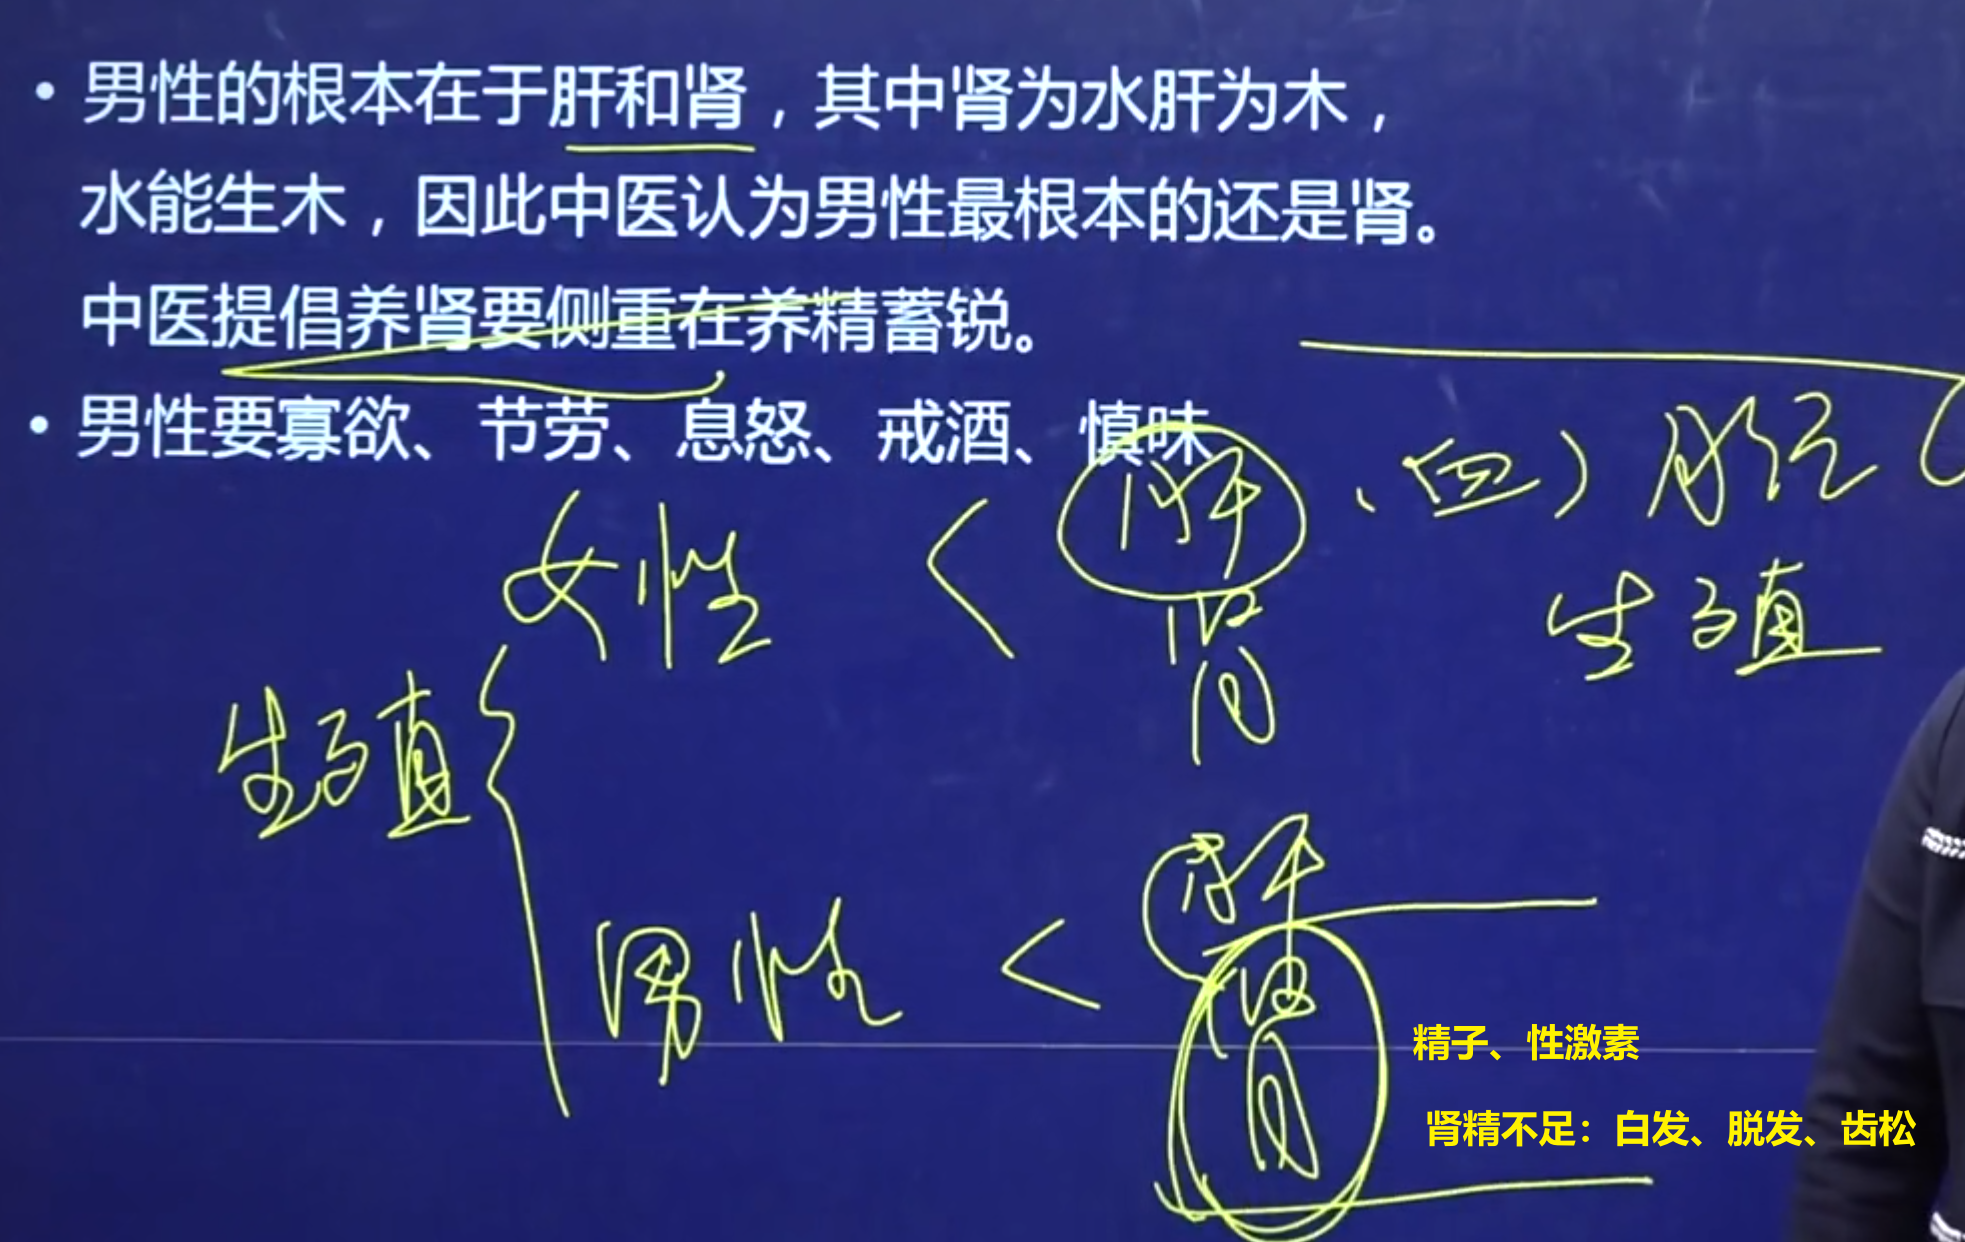 • 男性的根本在于肝和肾，其中肾为水肝为木，
水能生木，因此中医认为男性最根本的还是肾。
中医提倡养肾要侧重在养精蓄锐。
• 男性要寡欲、节劳、息怒、戒酒、慎味
女性 < 肝、血） 肝经（
肾
生殖
生殖
肝
男性 < 肾
精子、性激素
肾精不足：白发、脱发、齿松